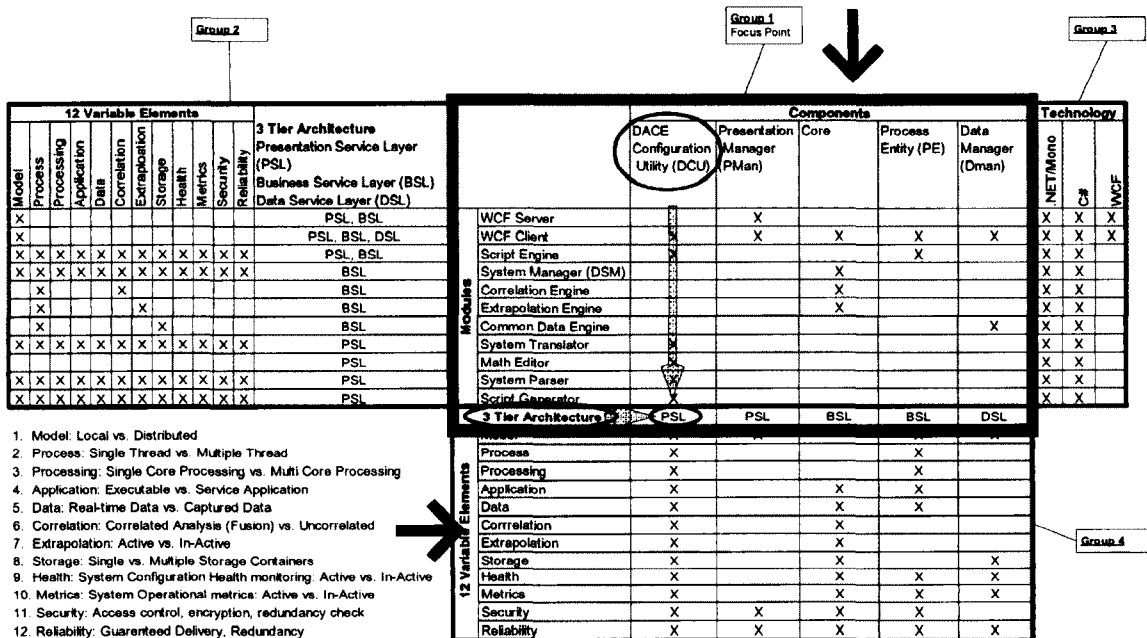 Group 2
Group 1
Focus Point
Group 3
12 Variable Elements
Model
Process
Processing
Application
Data
Correlation
Extraploation
Storage
Health
Metrics
Security
Reliability
3 Tier Architecture
Presentation Service Layer
(PSL)
Business Service Layer (BSL)
Data Service Layer (DSL)
Components
DACE
Configuration
Utility (DCU)
Presentation
Manager
(PMan)
Core
Process
Entity (PE)
Data
Manager
(Dman)
Technology
.NET/Mono
C#
WCF
Modules
X PSL, BSL WCF Server X X X X
X PSL, BSL, DSL WCF Client X X X X X X X X
X X X X X X X X X X X X PSL, BSL Script Engine X X X X
X X X X X X X X X X X X BSL System Manager (DSM) X X X
X X BSL Correlation Engine X X X
X X BSL Extrapolation Engine X X X
X X BSL Common Data Engine X X X
X X X X X X X X X X X X PSL System Translator X X X
PSL Math Editor X X X
X X X X X X X X X X X X PSL System Parser X X X
X X X X X X X X X X X X PSL Script Generator X X X
3 Tier Architecture PSL PSL BSL BSL DSL
12 Variable Elements
Model X X X X
Process X X
Processing X X
Application X X X
Data X X X
Corrrelation X X
Extrapolation X X
Storage X X X
Health X X X X
Metrics X X X X
Security X X X X
Reliability X X X X X
Group 4
1. Model: Local vs. Distributed
2. Process: Single Thread vs. Multiple Thread
3. Processing: Single Core Processing vs. Multi Core Processing
4. Application: Executable vs. Service Application
5. Data: Real-time Data vs. Captured Data
6. Correlation: Correlated Analysis (Fusion) vs. Uncorrelated
7. Extrapolation: Active vs. In-Active
8. Storage: Single vs. Multiple Storage Containers
9. Health: System Configuration Health monitoring: Active vs. In-Active
10. Metrics: System Operational metrics: Active vs. In-Active
11. Security: Access control, encryption, redundancy check
12. Reliability: Guarenteed Delivery, Redundancy